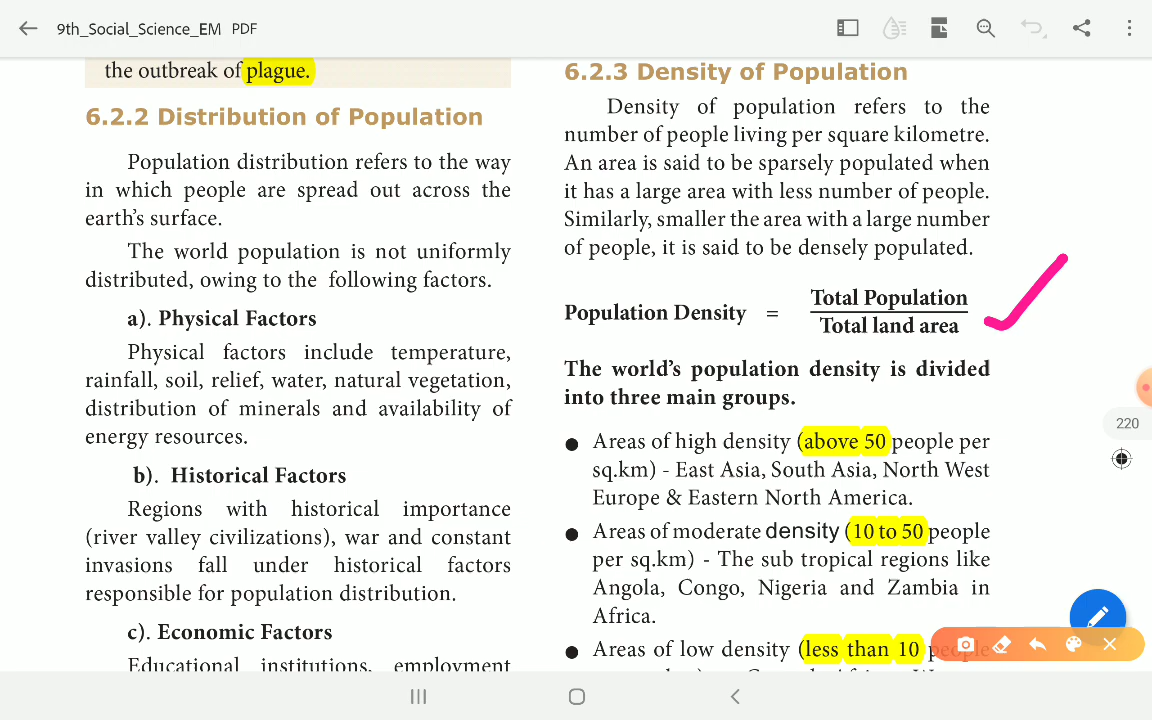 9th_Social_Science_EM PDF
the outbreak of plague.
6.2.2 Distribution of Population
Population distribution refers to the way
in which people are spread out across the
earth's surface.
The world population is not uniformly
distributed, owing to the following factors.
a). Physical Factors
Physical factors include temperature,
rainfall, soil, relief, water, natural vegetation,
distribution of minerals and availability of
energy resources.
b). Historical Factors
Regions with historical importance
(river valley civilizations), war and constant
invasions fall under historical factors
responsible for population distribution.
c). Economic Factors
Educational institutions, employment
6.2.3 Density of Population
Density of population refers to the
number of people living per square kilometre.
An area is said to be sparsely populated when
it has a large area with less number of people.
Similarly, smaller the area with a large number
of people, it is said to be densely populated.
Population Density = Total Population
Total land area
The world's population density is divided
into three main groups.
● Areas of high density (above 50 people per
sq.km) - East Asia, South Asia, North West
Europe & Eastern North America.
● Areas of moderate density (10 to 50 people
per sq.km) - The sub tropical regions like
Angola, Congo, Nigeria and Zambia in
Africa.
● Areas of low density (less than 10 people
220